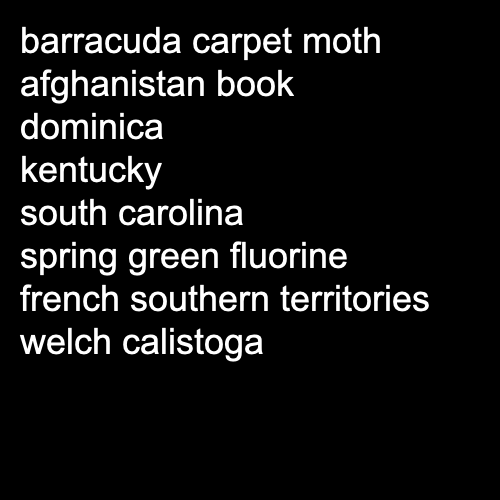 barracuda carpet moth
afghanistan book
dominica
kentucky
south carolina
spring green fluorine
french southern territories
welch calistoga